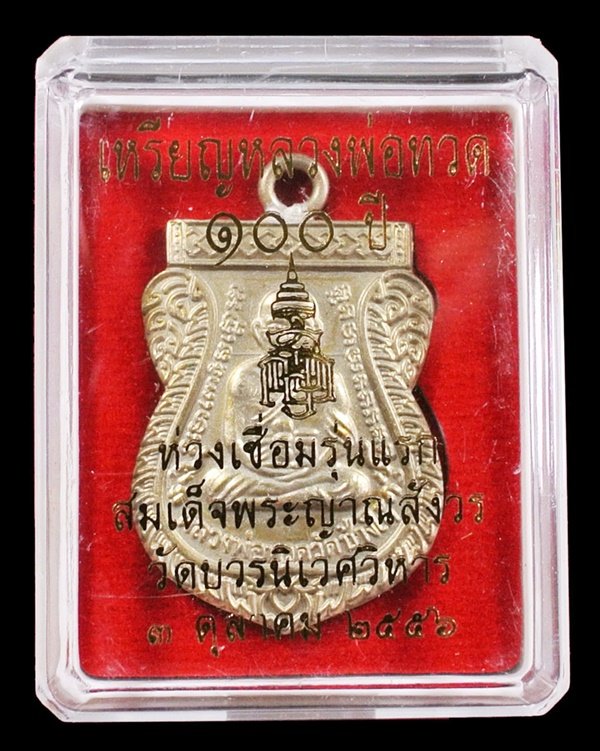 เหรียญหลวงพ่อทวด
๑๐๐ ปี
ห่วงเชื่อมรุ่นแรก
สมเด็จพระญาณสังวร
วัดบวรนิเวศวิหาร
๓ ตุลาคม ๒๕๕๖